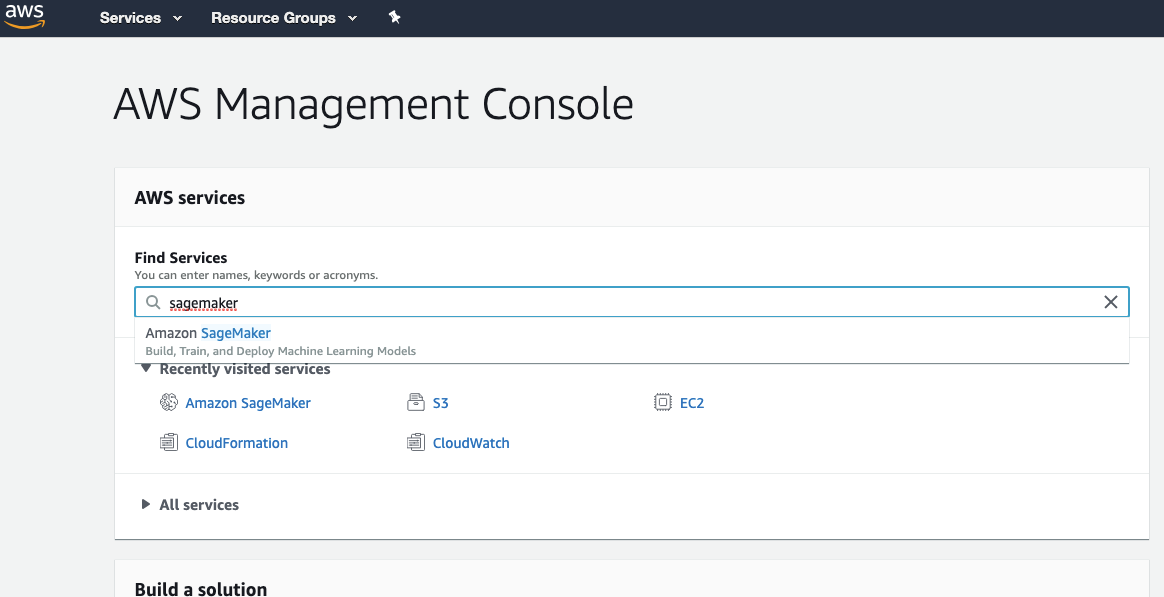 aws Services Resource Groups
AWS Management Console
AWS services
Find Services
You can enter names, keywords or acronyms.
sagemaker
Amazon SageMaker
Build, Train, and Deploy Machine Learning Models
Recently visited services
Amazon SageMaker S3 EC2
CloudFormation CloudWatch
All services
Build a solution